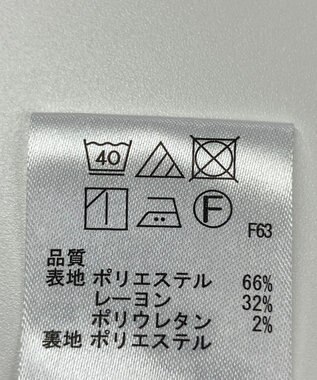 40
F
F63
品質
表地 ポリエステル 66%
レーヨン 32%
ポリウレタン 2%
裏地 ポリエステル